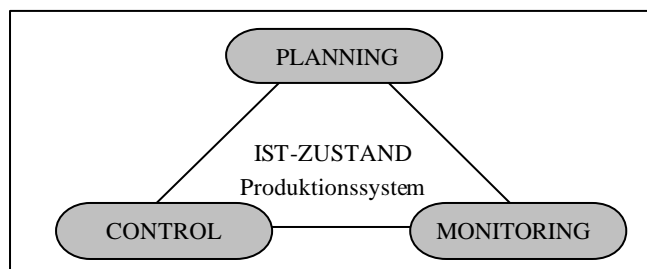 PLANNING
IST-ZUSTAND
Produktionssystem
CONTROL
MONITORING